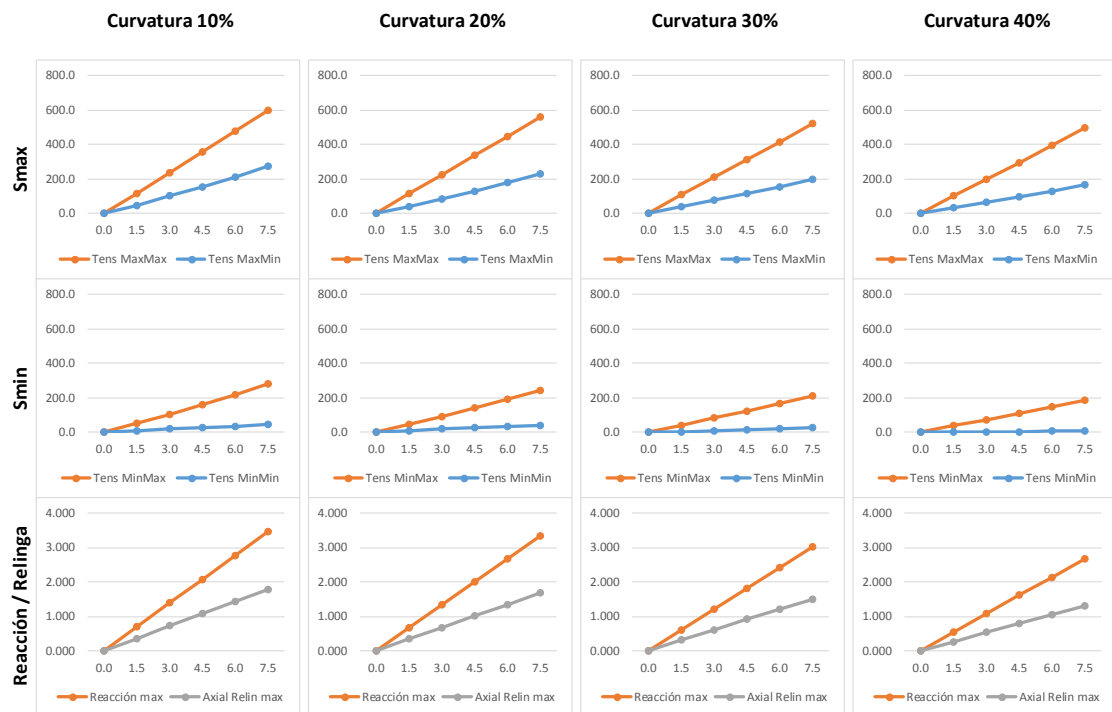 Curvatura 10% Curvatura 20% Curvatura 30% Curvatura 40%
Smax
800.0 800.0 800.0 800.0
600.0 600.0 600.0 600.0
400.0 400.0 400.0 400.0
200.0 200.0 200.0 200.0
0.0 0.0 0.0 0.0
0.0 1.5 3.0 4.5 6.0 7.5 0.0 1.5 3.0 4.5 6.0 7.5 0.0 1.5 3.0 4.5 6.0 7.5 0.0 1.5 3.0 4.5 6.0 7.5
Tens MaxMax Tens MaxMin Tens MaxMax Tens MaxMin Tens MaxMax Tens MaxMin Tens MaxMax Tens MaxMin
Smin
800.0 800.0 800.0 800.0
600.0 600.0 600.0 600.0
400.0 400.0 400.0 400.0
200.0 200.0 200.0 200.0
0.0 0.0 0.0 0.0
0.0 1.5 3.0 4.5 6.0 7.5 0.0 1.5 3.0 4.5 6.0 7.5 0.0 1.5 3.0 4.5 6.0 7.5 0.0 1.5 3.0 4.5 6.0 7.5
Tens MinMax Tens MinMin Tens MinMax Tens MinMin Tens MinMax Tens MinMin Tens MinMax Tens MinMin
Reacción / Relinga
4.000 4.000 4.000 4.000
3.000 3.000 3.000 3.000
2.000 2.000 2.000 2.000
1.000 1.000 1.000 1.000
0.000 0.000 0.000 0.000
0.0 1.5 3.0 4.5 6.0 7.5 0.0 1.5 3.0 4.5 6.0 7.5 0.0 1.5 3.0 4.5 6.0 7.5 0.0 1.5 3.0 4.5 6.0 7.5
Reacción max Axial Relin max Reacción max Axial Relin max Reacción max Axial Relin max Reacción max Axial Relin max